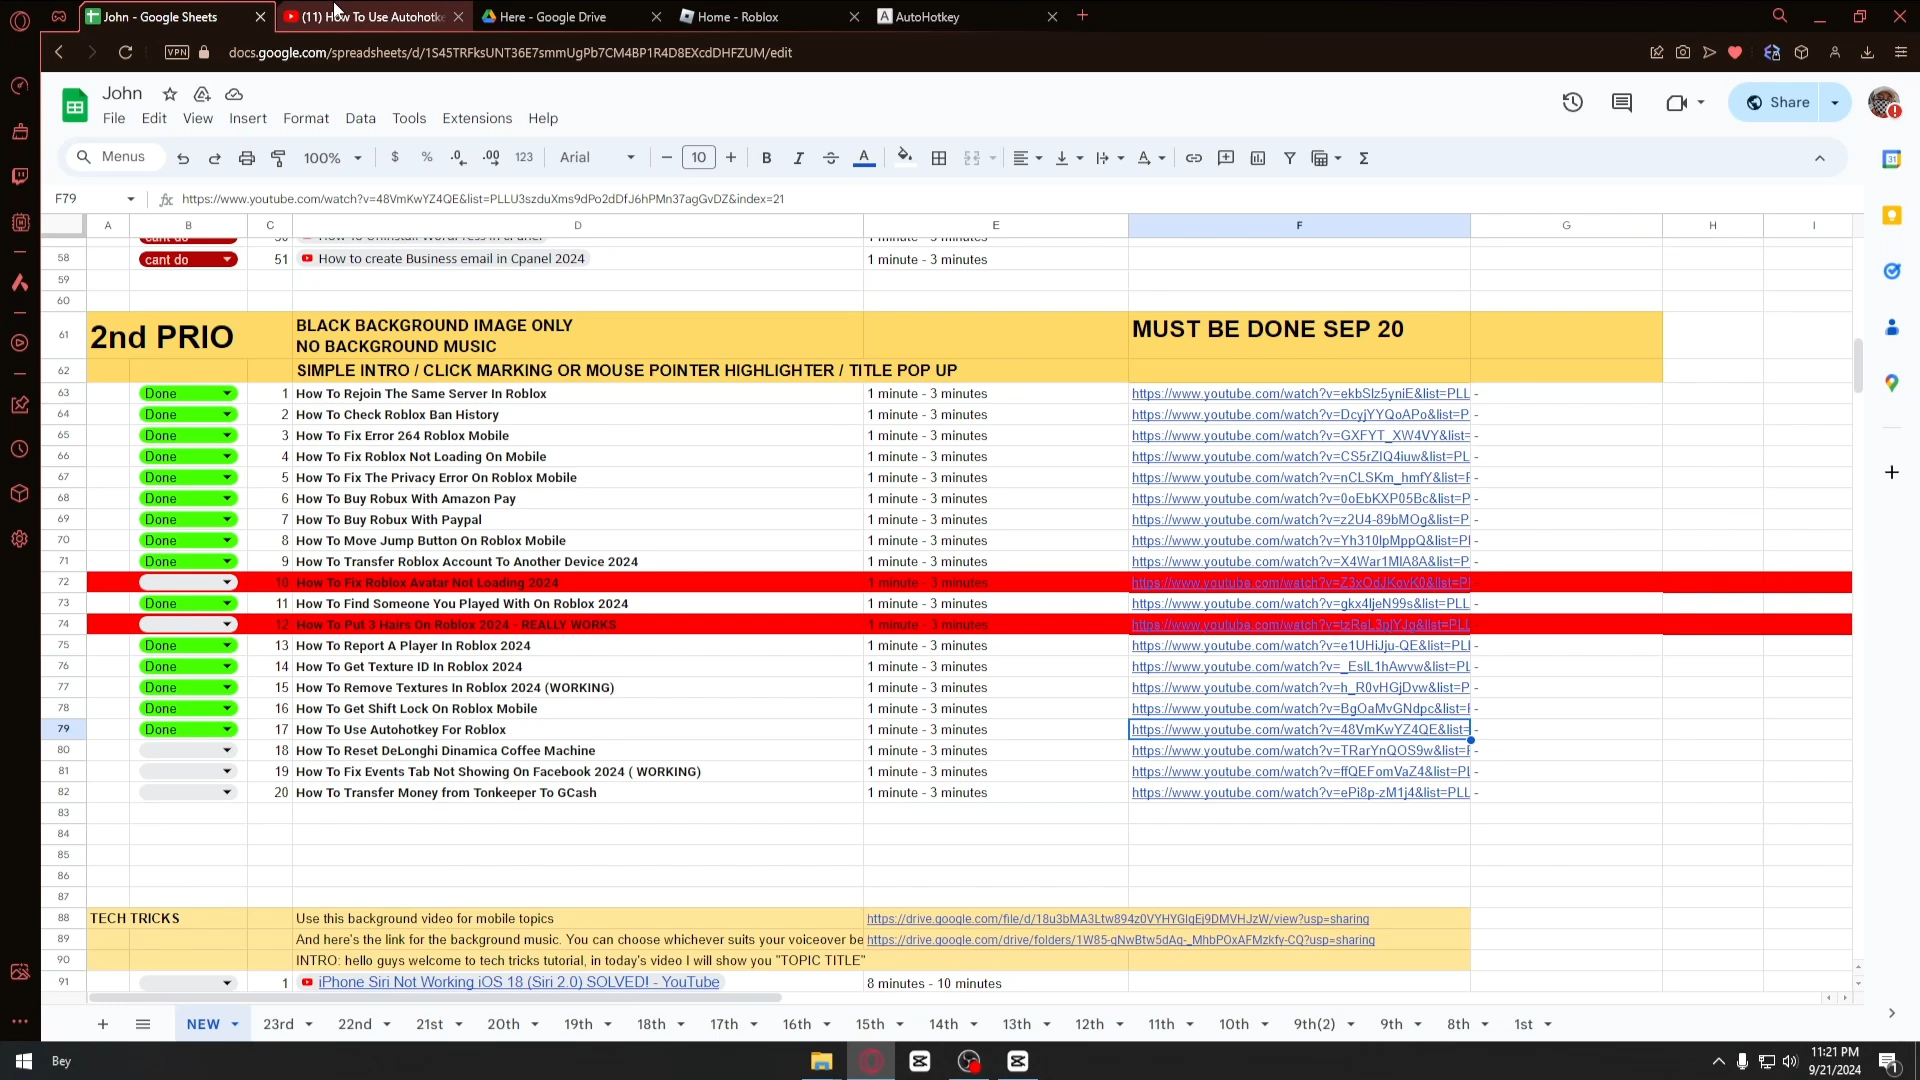 John - Google Sheets
(11) How To Use Autohotke
Here - Google Drive
Home - Roblox
AutoHotkey
VPN
docs.google.com/spreadsheets/d/1S45TRFksUNT36E7smmUgPb7CM4BP1R4D8EXcdDHFZUM/edit
John
File Edit View Insert Format Data Tools Extensions Help
Share
Menus 100% $ % .0 .00 123 Arial 10 B I A
F79 fx https://www.youtube.com/watch?v=48VmKwYZ4QE&list=PLLU3szduXms9dPo2dDfJ6hPMn37agGvDZ&index=21
A B C D E F G H I
58 cant do 51 How to create Business email in Cpanel 2024 1 minute - 3 minutes
59
60
61 2nd PRIO BLACK BACKGROUND IMAGE ONLY MUST BE DONE SEP 20
NO BACKGROUND MUSIC
62 SIMPLE INTRO / CLICK MARKING OR MOUSE POINTER HIGHLIGHTER / TITLE POP UP
63 Done 1 How To Rejoin The Same Server In Roblox 1 minute - 3 minutes https://www.youtube.com/watch?v=ekbSlz5yniE&list=PLL -
64 Done 2 How To Check Roblox Ban History 1 minute - 3 minutes https://www.youtube.com/watch?v=DcyjYYQoAPo&list=P -
65 Done 3 How To Fix Error 264 Roblox Mobile 1 minute - 3 minutes https://www.youtube.com/watch?v=GXFYT_XW4VY&list= -
66 Done 4 How To Fix Roblox Not Loading On Mobile 1 minute - 3 minutes https://www.youtube.com/watch?v=CS5rZIQ4iuw&list=PL -
67 Done 5 How To Fix The Privacy Error On Roblox Mobile 1 minute - 3 minutes https://www.youtube.com/watch?v=nCLSKm_hmfY&list=F -
68 Done 6 How To Buy Robux With Amazon Pay 1 minute - 3 minutes https://www.youtube.com/watch?v=0oEbKXP05Bc&list=P -
69 Done 7 How To Buy Robux With Paypal 1 minute - 3 minutes https://www.youtube.com/watch?v=z2U4-89bMOg&list=P -
70 Done 8 How To Move Jump Button On Roblox Mobile 1 minute - 3 minutes https://www.youtube.com/watch?v=Yh310lpMppQ&list=Pl -
71 Done 9 How To Transfer Roblox Account To Another Device 2024 1 minute - 3 minutes https://www.youtube.com/watch?v=X4War1MlA8A&list=P -
72 10 How To Fix Roblox Avatar Not Loading 2024 1 minute - 3 minutes https://www.youtube.com/watch?v=Z3xOdJKovK0&list=P
73 Done 11 How To Find Someone You Played With On Roblox 2024 1 minute - 3 minutes https://www.youtube.com/watch?v=gkx4ljeN99s&list=PLL -
74 12 How To Put 3 Hairs On Roblox 2024 - REALLY WORKS 1 minute - 3 minutes https://www.youtube.com/watch?v=tzReL3plYJg&list=PLL
75 Done 13 How To Report A Player In Roblox 2024 1 minute - 3 minutes https://www.youtube.com/watch?v=e1UHiJju-QE&list=PLI -
76 Done 14 How To Get Texture ID In Roblox 2024 1 minute - 3 minutes https://www.youtube.com/watch?v=_EslL1hAwvw&list=PL -
77 Done 15 How To Remove Textures In Roblox 2024 (WORKING) 1 minute - 3 minutes https://www.youtube.com/watch?v=h_R0vHGjDvw&list=P -
78 Done 16 How To Get Shift Lock On Roblox Mobile 1 minute - 3 minutes https://www.youtube.com/watch?v=BgOaMvGNdpc&list=I -
79 Done 17 How To Use Autohotkey For Roblox 1 minute - 3 minutes https://www.youtube.com/watch?v=48VmKwYZ4QE&list= -
80 18 How To Reset DeLonghi Dinamica Coffee Machine 1 minute - 3 minutes https://www.youtube.com/watch?v=TRarYnQOS9w&list=F -
81 19 How To Fix Events Tab Not Showing On Facebook 2024 ( WORKING) 1 minute - 3 minutes https://www.youtube.com/watch?v=ffQEFomVaZ4&list=PL -
82 20 How To Transfer Money from Tonkeeper To GCash 1 minute - 3 minutes https://www.youtube.com/watch?v=ePi8p-zM1j4&list=PLL -
83
84
85
86
87
88 TECH TRICKS Use this background video for mobile topics https://drive.google.com/file/d/18u3bMA3Ltw894z0VYHYGlgEj9DMVHJzW/view?usp=sharing
89 And here's the link for the background music. You can choose whichever suits your voiceover be https://drive.google.com/drive/folders/1W85-gNwBtw5dAq-_MhbPOxAFMzkfy-CQ?usp=sharing
90 INTRO: hello guys welcome to tech tricks tutorial, in today's video I will show you "TOPIC TITLE"
91 1 iPhone Siri Not Working iOS 18 (Siri 2.0) SOLVED! - YouTube 8 minutes - 10 minutes
NEW 23rd 22nd 21st 20th 19th 18th 17th 16th 15th 14th 13th 12th 11th 10th 9th(2) 9th 8th 1st
Bey
11:21 PM
9/21/2024